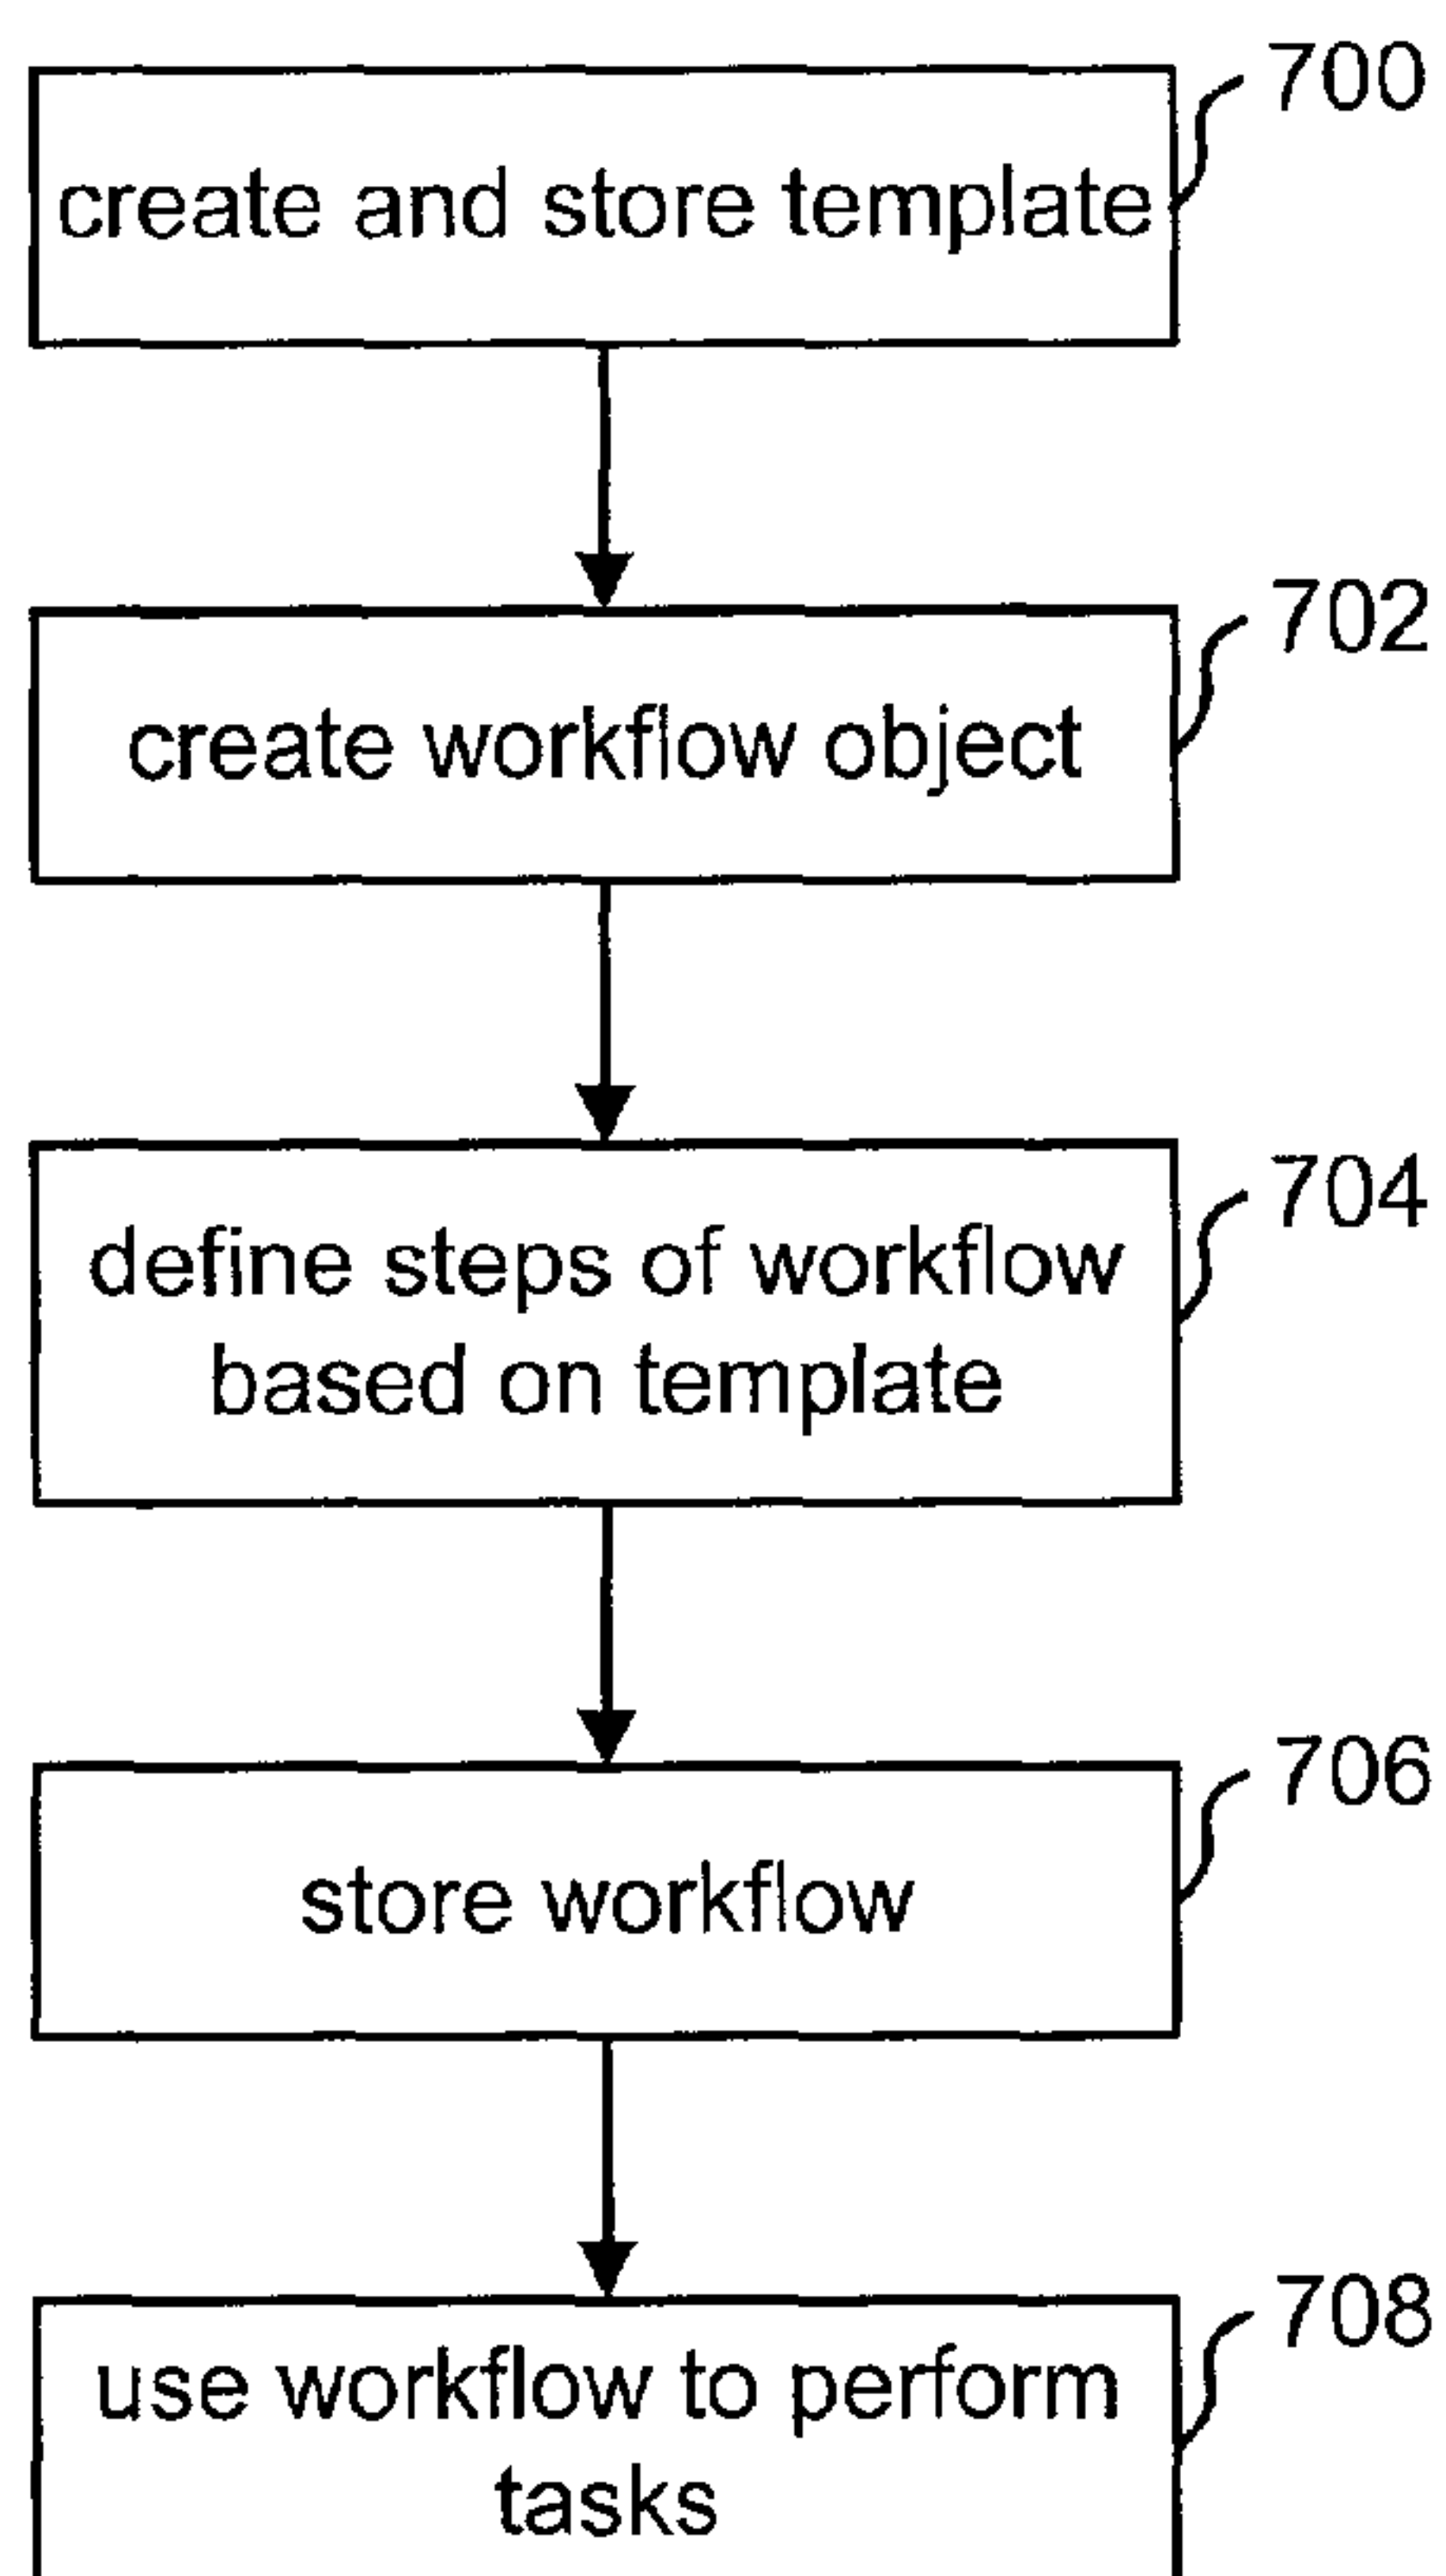 700
create and store template
702
create workflow object
704
define steps of workflow
based on template
706
store workflow
708
use workflow to perform
tasks